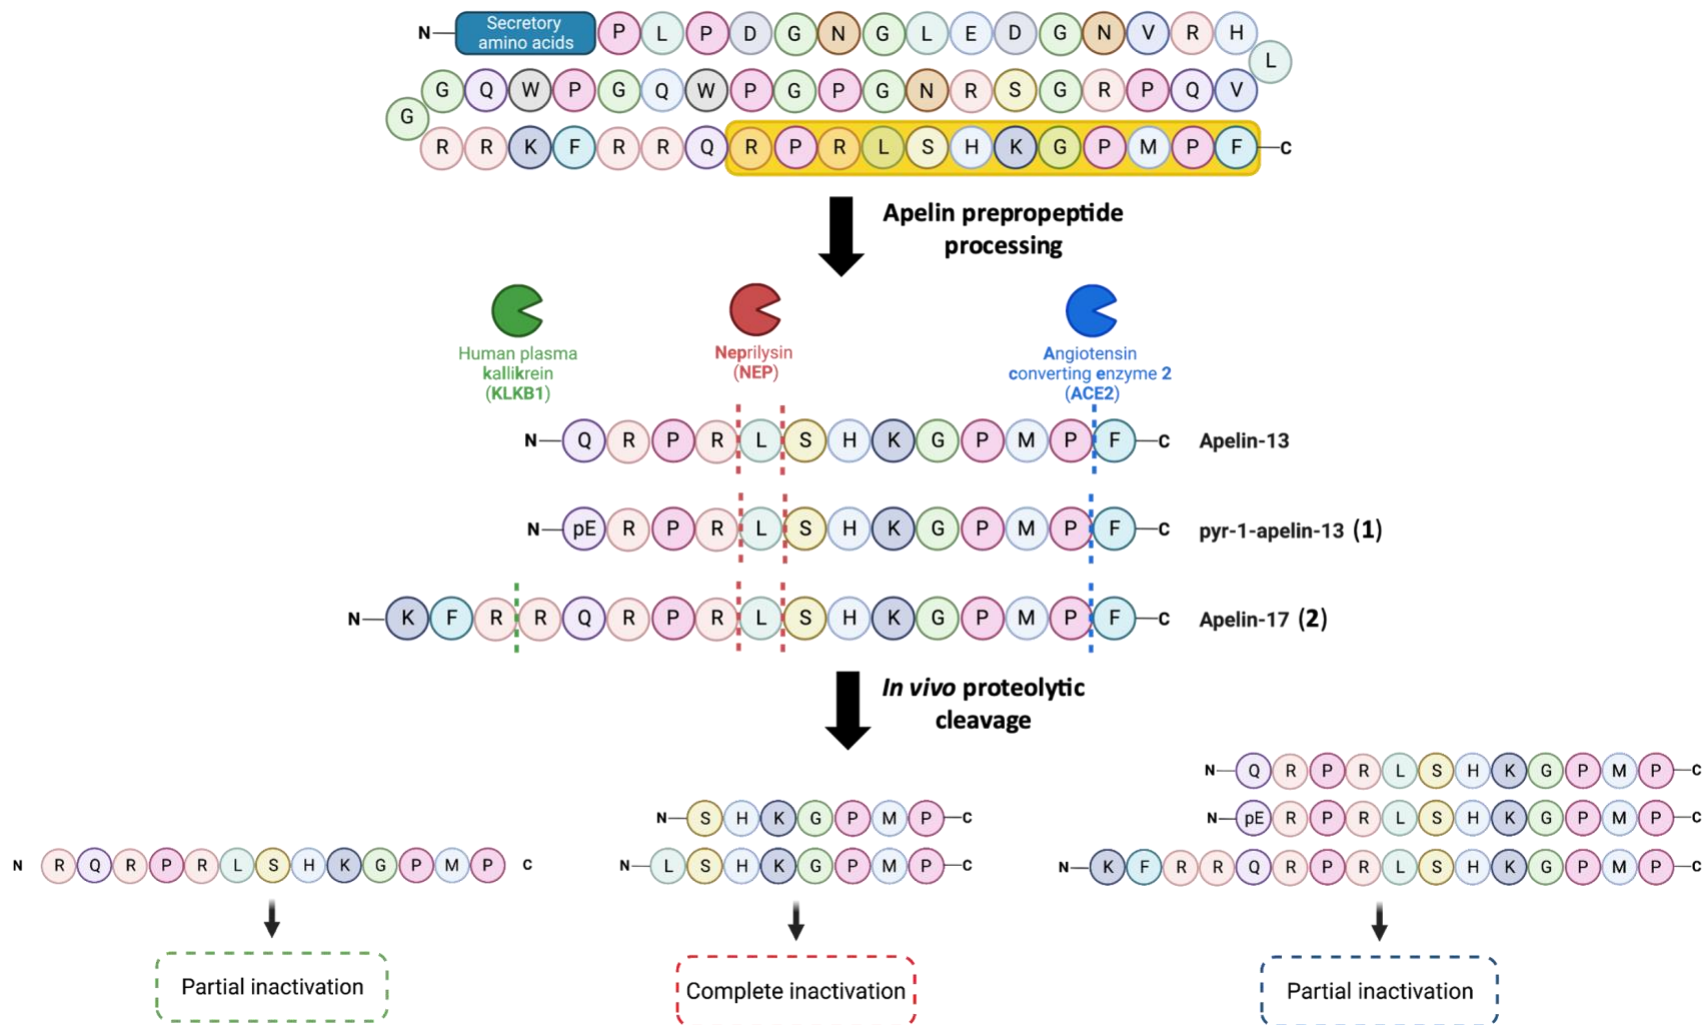 N Secretory amino acids P L P D G N G L E D G N V R H
L
G Q W P G Q W P G P G N R S G R P Q V
G
R R K F R R Q R P R L S H K G P M P F C
Apelin prepropeptide
processing
Human plasma
kallikrein
(KLKB1)
Neprilysin
(NEP)
Angiotensin
converting enzyme 2
(ACE2)
N Q R P R L S H K G P M P F C Apelin-13
N pE R P R L S H K G P M P F C pyr-1-apelin-13 (1)
N K F R R Q R P R L S H K G P M P F C Apelin-17 (2)
In vivo proteolytic
cleavage
N R Q R P R L S H K G P M P C
N S H K G P M P C
N L S H K G P M P C
N Q R P R L S H K G P M P C
N pE R P R L S H K G P M P C
N K F R R Q R P R L S H K G P M P C
Partial inactivation
Complete inactivation
Partial inactivation